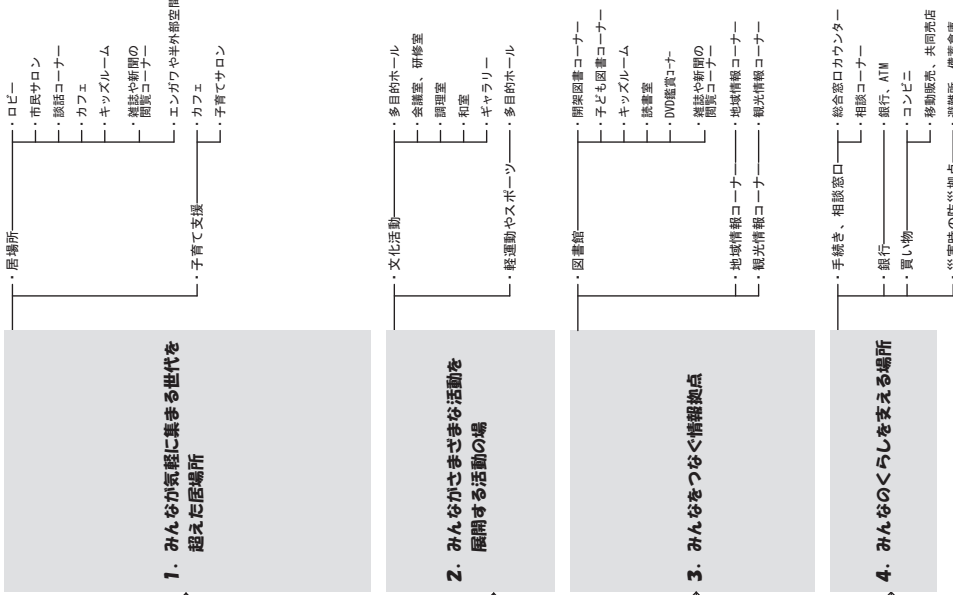 1. みんなが気軽に集まる世代を
超えた居場所
・居場所
・ロビー
・市民サロン
・談話コーナー
・カフェ
・キッズルーム
・雑誌や新聞の
閲覧コーナー
・エンガワや半外部空間
・子育て支援
・カフェ
・子育てサロン
2. みんながさまざまな活動を
展開する活動の場
・文化活動
・多目的ホール
・会議室、研修室
・調理室
・和室
・ギャラリー
・軽運動やスポーツ
・多目的ホール
3. みんなをつなぐ情報拠点
・図書館
・開架図書コーナー
・子ども図書コーナー
・キッズルーム
・読書室
・DVD鑑賞コーナー
・雑誌や新聞の
閲覧コーナー
・地域情報コーナー
・地域情報コーナー
・観光情報コーナー
・観光情報コーナー
4. みんなのくらしを支える場所
・手続き、相談窓口
・総合窓口カウンター
・相談コーナー
・銀行
・銀行、ATM
・買い物
・コンビニ
・移動販売、共同売店
・災害時の防災拠点